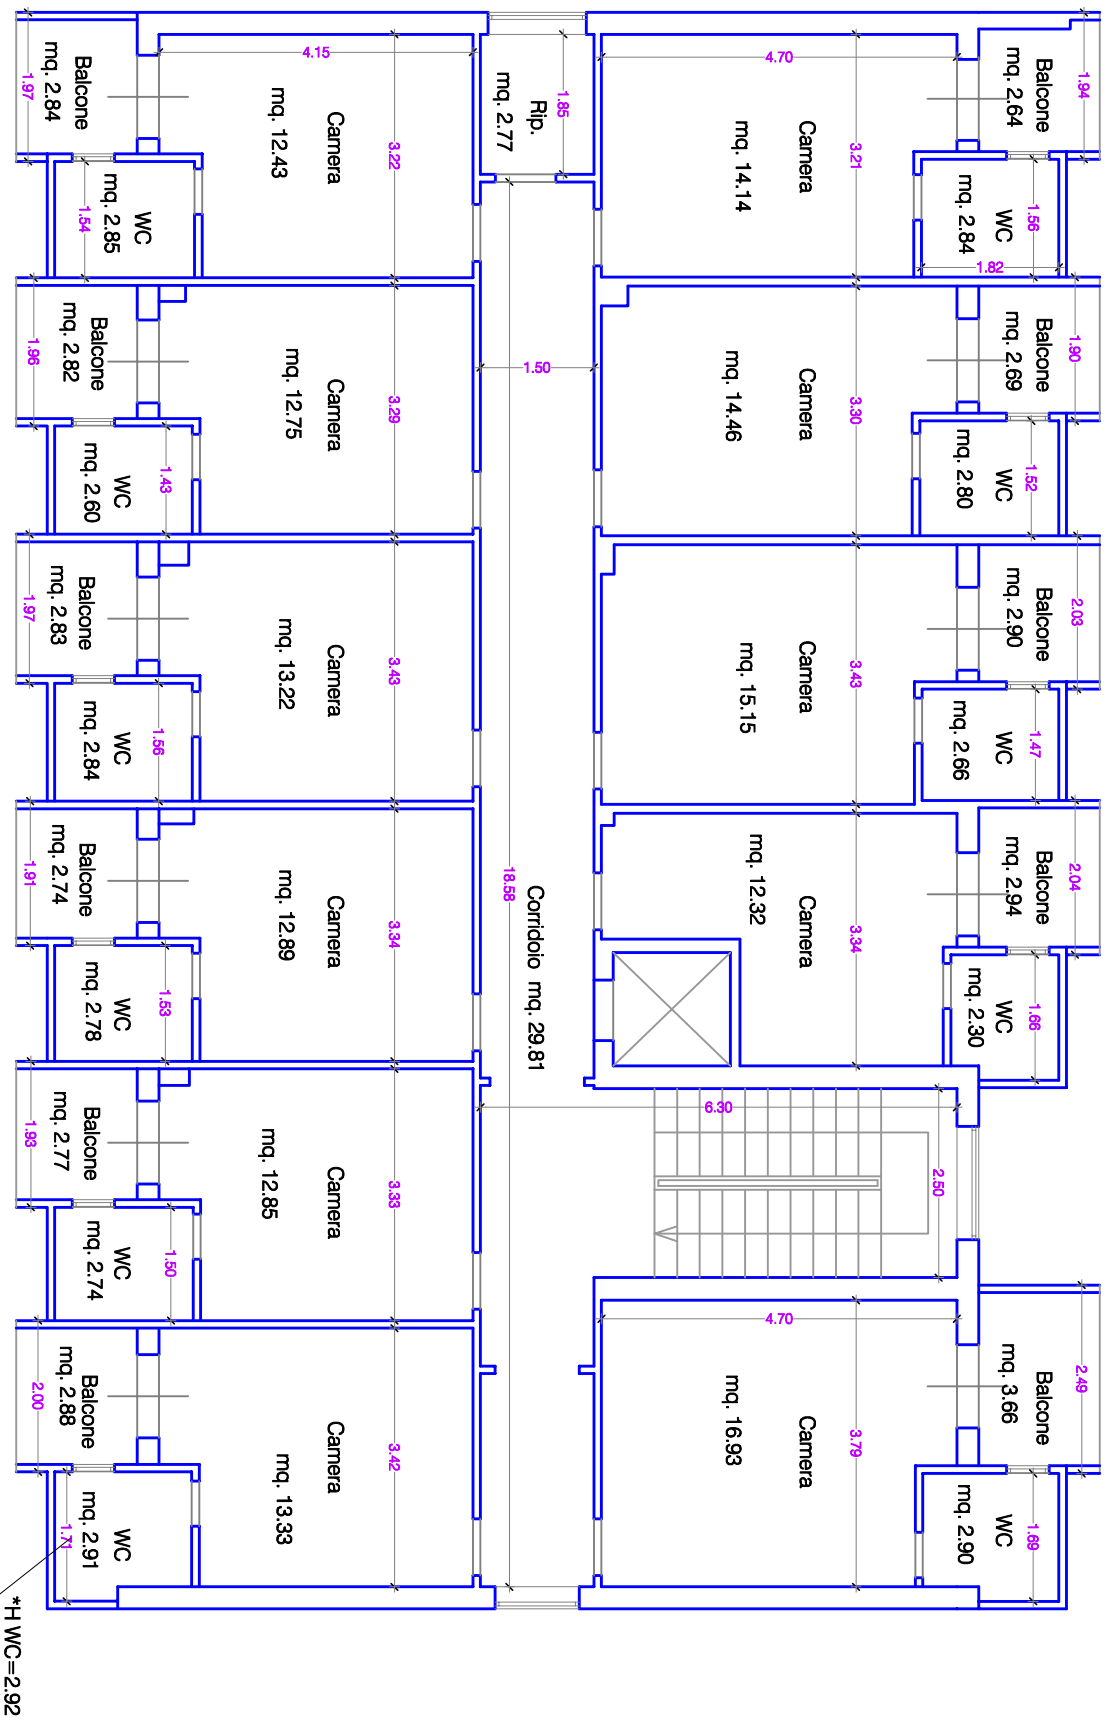 Balcone
mq. 2.84
1.97
4.15
Camera
mq. 12.43
3.22
WC
mq. 2.85
1.54
Rip.
mq. 2.77
1.85
4.70
Camera
mq. 14.14
3.21
Balcone
mq. 2.64
1.94
WC
mq. 2.84
1.56
1.82
Balcone
mq. 2.82
1.96
Camera
mq. 12.75
3.29
WC
mq. 2.60
1.43
1.50
Camera
mq. 14.46
3.30
Balcone
mq. 2.69
1.90
WC
mq. 2.80
1.52
Balcone
mq. 2.83
1.97
Camera
mq. 13.22
3.43
WC
mq. 2.84
1.56
Camera
mq. 15.15
3.43
Balcone
mq. 2.90
2.03
WC
mq. 2.66
1.47
Balcone
mq. 2.74
1.91
Camera
mq. 12.89
3.34
WC
mq. 2.78
1.53
Corridoio mq. 29.81
18.58
Camera
mq. 12.32
3.34
Balcone
mq. 2.94
2.04
WC
mq. 2.30
1.66
Balcone
mq. 2.77
1.93
Camera
mq. 12.85
3.33
WC
mq. 2.74
1.50
6.30
2.50
Balcone
mq. 2.88
2.00
Camera
mq. 13.33
3.42
WC
mq. 2.91
1.71
4.70
Camera
mq. 16.93
3.79
Balcone
mq. 3.66
2.49
WC
mq. 2.90
1.69
*H WC=2.92